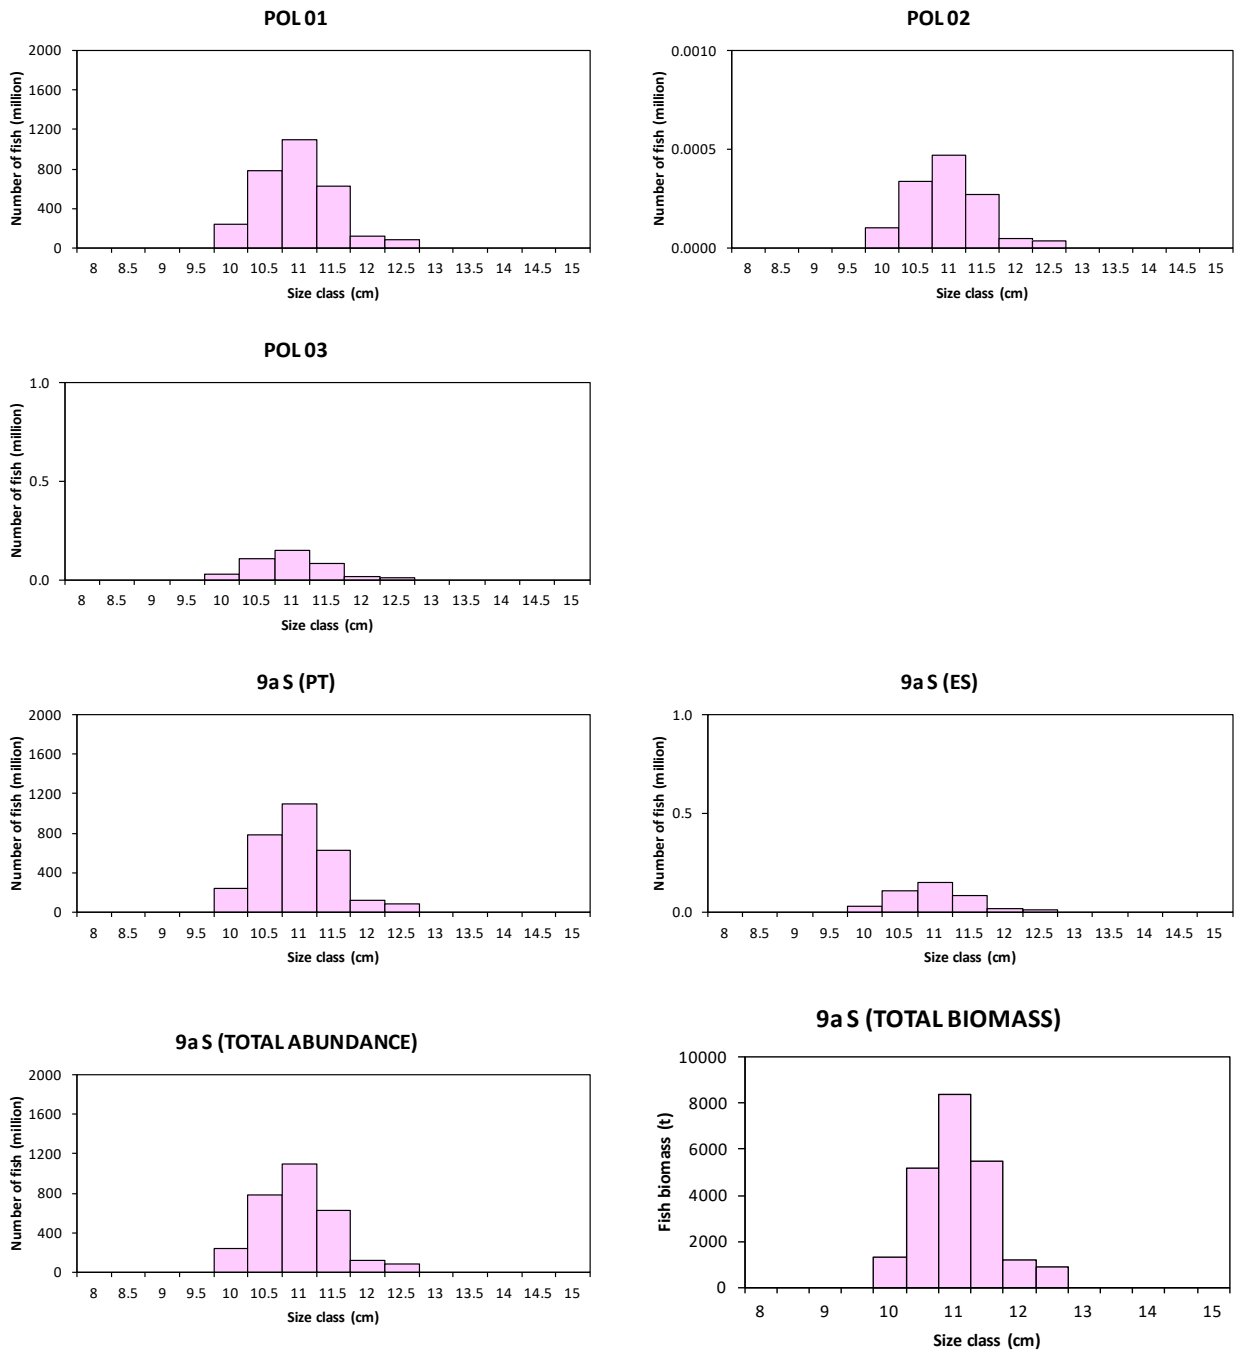 POL 01
Number of fish (million)
2000
1600
1200
800
400
0
8 8.5 9 9.5 10 10.5 11 11.5 12 12.5 13 13.5 14 14.5 15
Size class (cm)
POL 02
Number of fish (million)
0.0010
0.0005
0.0000
8 8.5 9 9.5 10 10.5 11 11.5 12 12.5 13 13.5 14 14.5 15
Size class (cm)
POL 03
Number of fish (million)
1.0
0.5
0.0
8 8.5 9 9.5 10 10.5 11 11.5 12 12.5 13 13.5 14 14.5 15
Size class (cm)
9a S (PT)
Number of fish (million)
2000
1600
1200
800
400
0
8 8.5 9 9.5 10 10.5 11 11.5 12 12.5 13 13.5 14 14.5 15
Size class (cm)
9a S (ES)
Number of fish (million)
1.0
0.5
0.0
8 8.5 9 9.5 10 10.5 11 11.5 12 12.5 13 13.5 14 14.5 15
Size class (cm)
9a S (TOTAL ABUNDANCE)
Number of fish (million)
2000
1600
1200
800
400
0
8 8.5 9 9.5 10 10.5 11 11.5 12 12.5 13 13.5 14 14.5 15
Size class (cm)
9a S (TOTAL BIOMASS)
Fish biomass (t)
10000
8000
6000
4000
2000
0
8 9 10 11 12 13 14 15
Size class (cm)